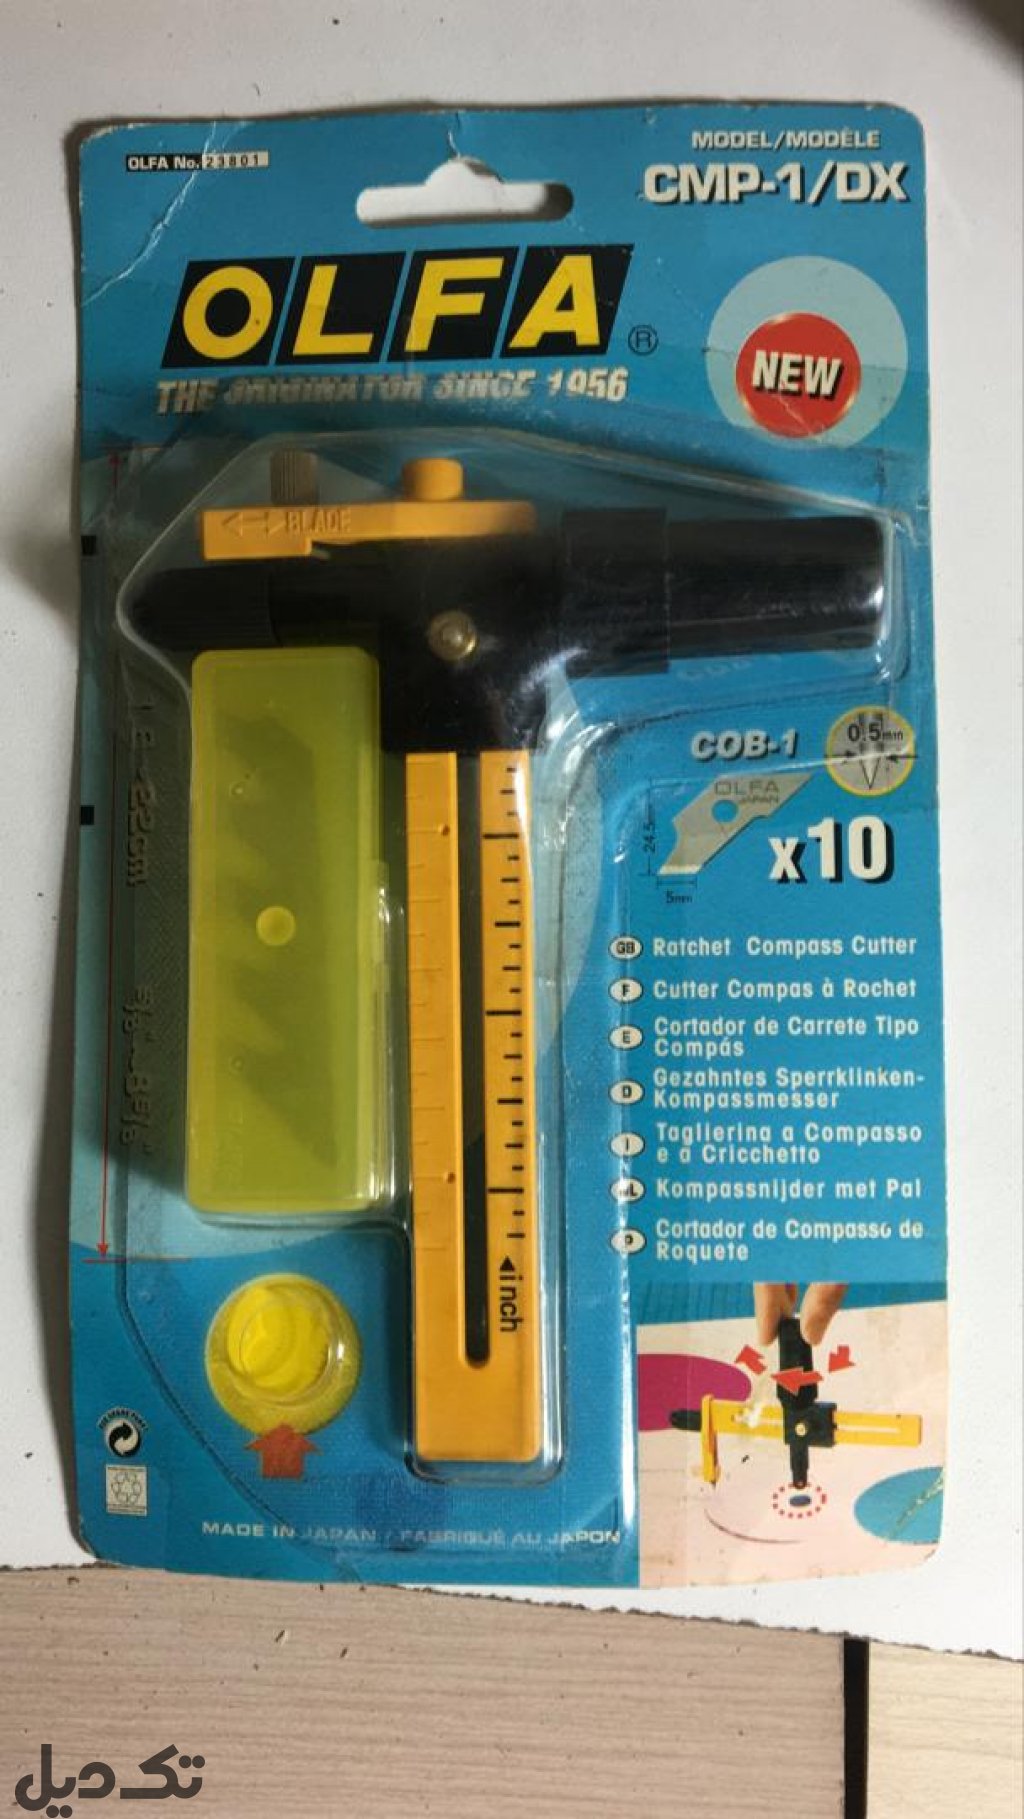 OLFA No. 23801
MODEL/MODÈLE
CMP-1/DX
OLFA®
THE ORIGINATOR SINCE 1956
NEW
BLADE
COB-1
0.5mm
OLFA
JAPAN
24.5
5mm
x10
GB Ratchet Compass Cutter
F Cutter Compas à Rochet
E Cortador de Carrete Tipo
Compás
D Gezahntes Sperrklinken-
Kompassmesser
I Taglierina a Compasso
e a Cricchetto
NL Kompassnijder met Pal
P Cortador de Compasso de
Roquete
inch
MADE IN JAPAN / FABRIQUÉ AU JAPON
تک دیل